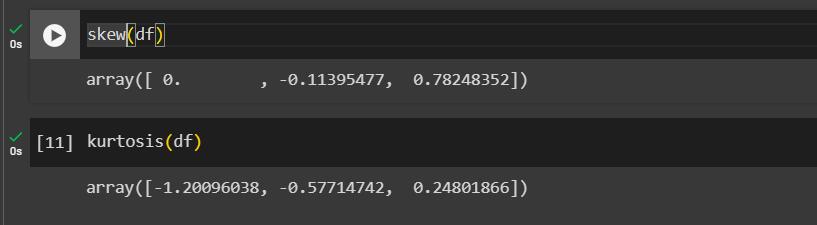 skew(df)
0s
array([ 0.        , -0.11395477,  0.78248352])
[11] kurtosis(df)
0s
array([-1.20096038, -0.57714742,  0.24801866])